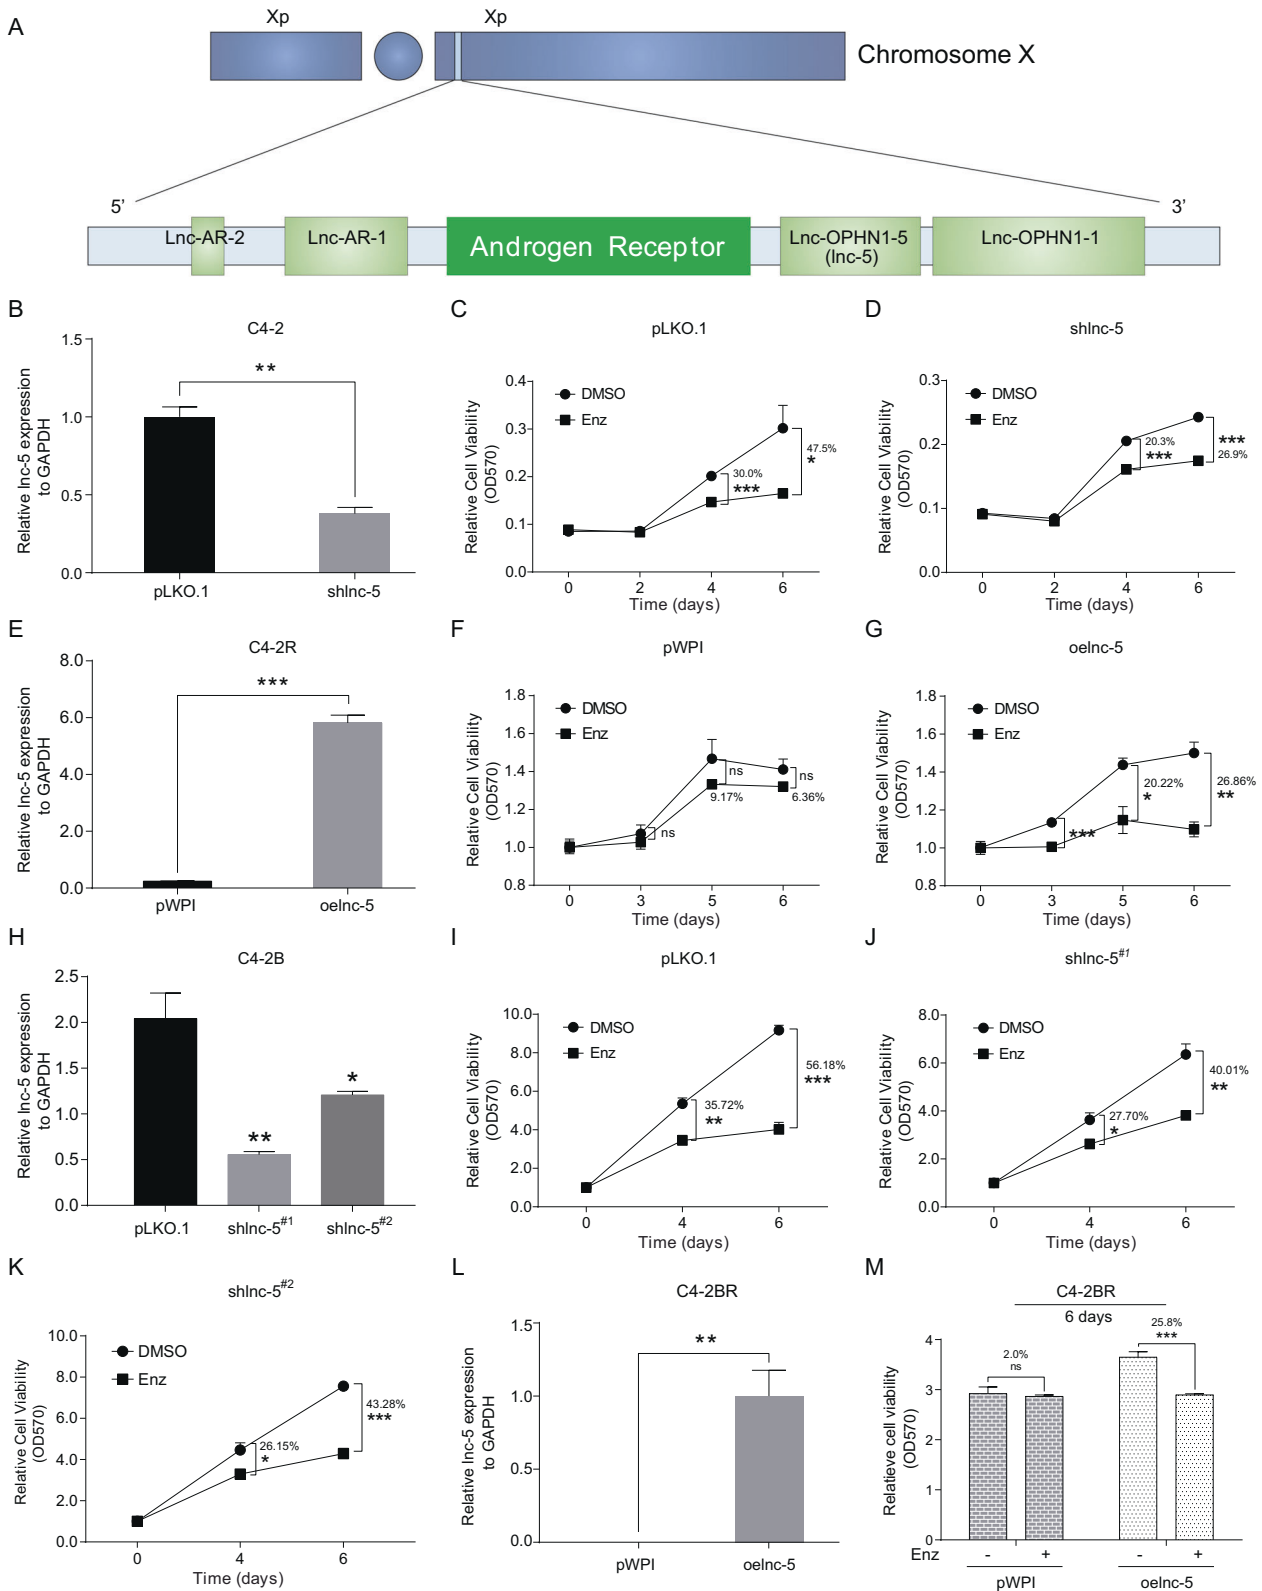 A
Xp
Xp
Chromosome X
5’
3’
Lnc-AR-2
Lnc-AR-1
Androgen Receptor
Lnc-OPHN1-5
(lnc-5)
Lnc-OPHN1-1
B
C4-2
Relative lnc-5 expression
to GAPDH
1.5
1.0
0.5
0.0
**
pLKO.1
shlnc-5
C
pLKO.1
Relative Cell Viability
(OD570)
0.4
0.3
0.2
0.1
0.0
DMSO
Enz
30.0%
***
47.5%
*
0
2
4
6
Time (days)
D
shlnc-5
Relative Cell Viability
(OD570)
0.3
0.2
0.1
0.0
DMSO
Enz
20.3%
***
***
26.9%
0
2
4
6
Time (days)
E
C4-2R
Relative lnc-5 expression
to GAPDH
8.0
6.0
4.0
2.0
0.0
***
pWPI
oelnc-5
F
pWPI
Relative Cell Viability
(OD570)
1.8
1.6
1.4
1.2
1.0
0.8
DMSO
Enz
ns
ns
9.17%
ns
6.36%
0
3
5
6
Time (days)
G
oelnc-5
Relative Cell Viability
(OD570)
1.8
1.6
1.4
1.2
1.0
0.8
DMSO
Enz
***
20.22%
*
26.86%
**
0
3
5
6
Time (days)
H
C4-2B
Relative lnc-5 expression
to GAPDH
2.5
2.0
1.5
1.0
0.5
0.0
**
*
pLKO.1
shlnc-5#1
shlnc-5#2
I
pLKO.1
Relative Cell Viability
(OD570)
10.0
8.0
6.0
4.0
2.0
0.0
DMSO
Enz
35.72%
**
56.18%
***
0
4
6
Time (days)
J
shlnc-5#1
Relative Cell Viability
(OD570)
8.0
6.0
4.0
2.0
0.0
DMSO
Enz
27.70%
*
40.01%
**
0
4
6
Time (days)
K
shlnc-5#2
Relative Cell Viability
(OD570)
10.0
8.0
6.0
4.0
2.0
0.0
DMSO
Enz
26.15%
*
43.28%
***
0
4
6
Time (days)
L
C4-2BR
Relative lnc-5 expression
to GAPDH
1.5
1.0
0.5
0.0
**
pWPI
oelnc-5
M
C4-2BR
6 days
Relatieve cell viability
(OD570)
4
3
2
1
0
2.0%
ns
25.8%
***
Enz - + - +
pWPI
oelnc-5